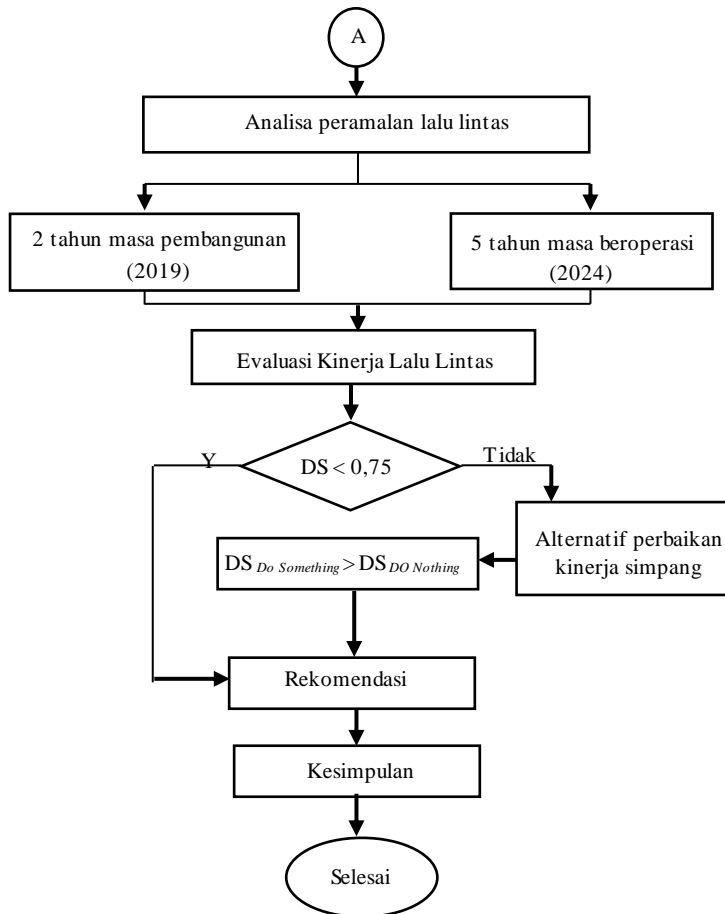 A
Analisa peramalan lalu lintas
2 tahun masa pembangunan
(2019)
5 tahun masa beroperasi
(2024)
Evaluasi Kinerja Lalu Lintas
DS < 0,75
Y
Tidak
Alternatif perbaikan
kinerja simpang
DS Do Something > DS DO Nothing
Rekomendasi
Kesimpulan
Selesai